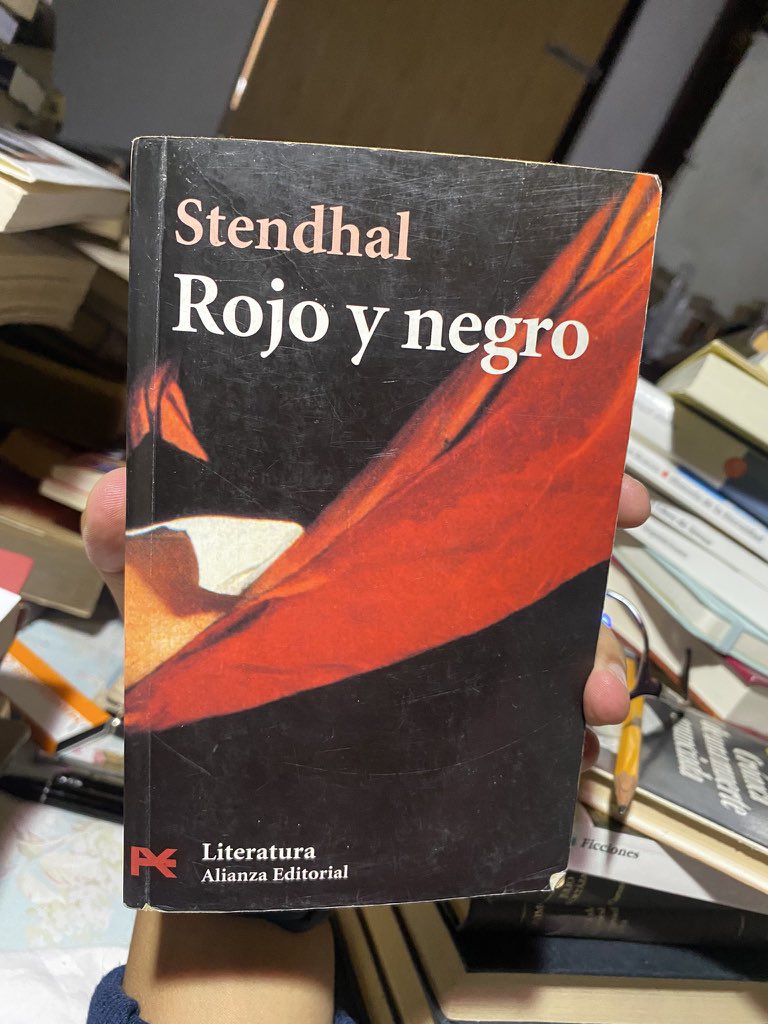 Stendhal
Rojo y negro
Literatura
Alianza Editorial
Ficciones